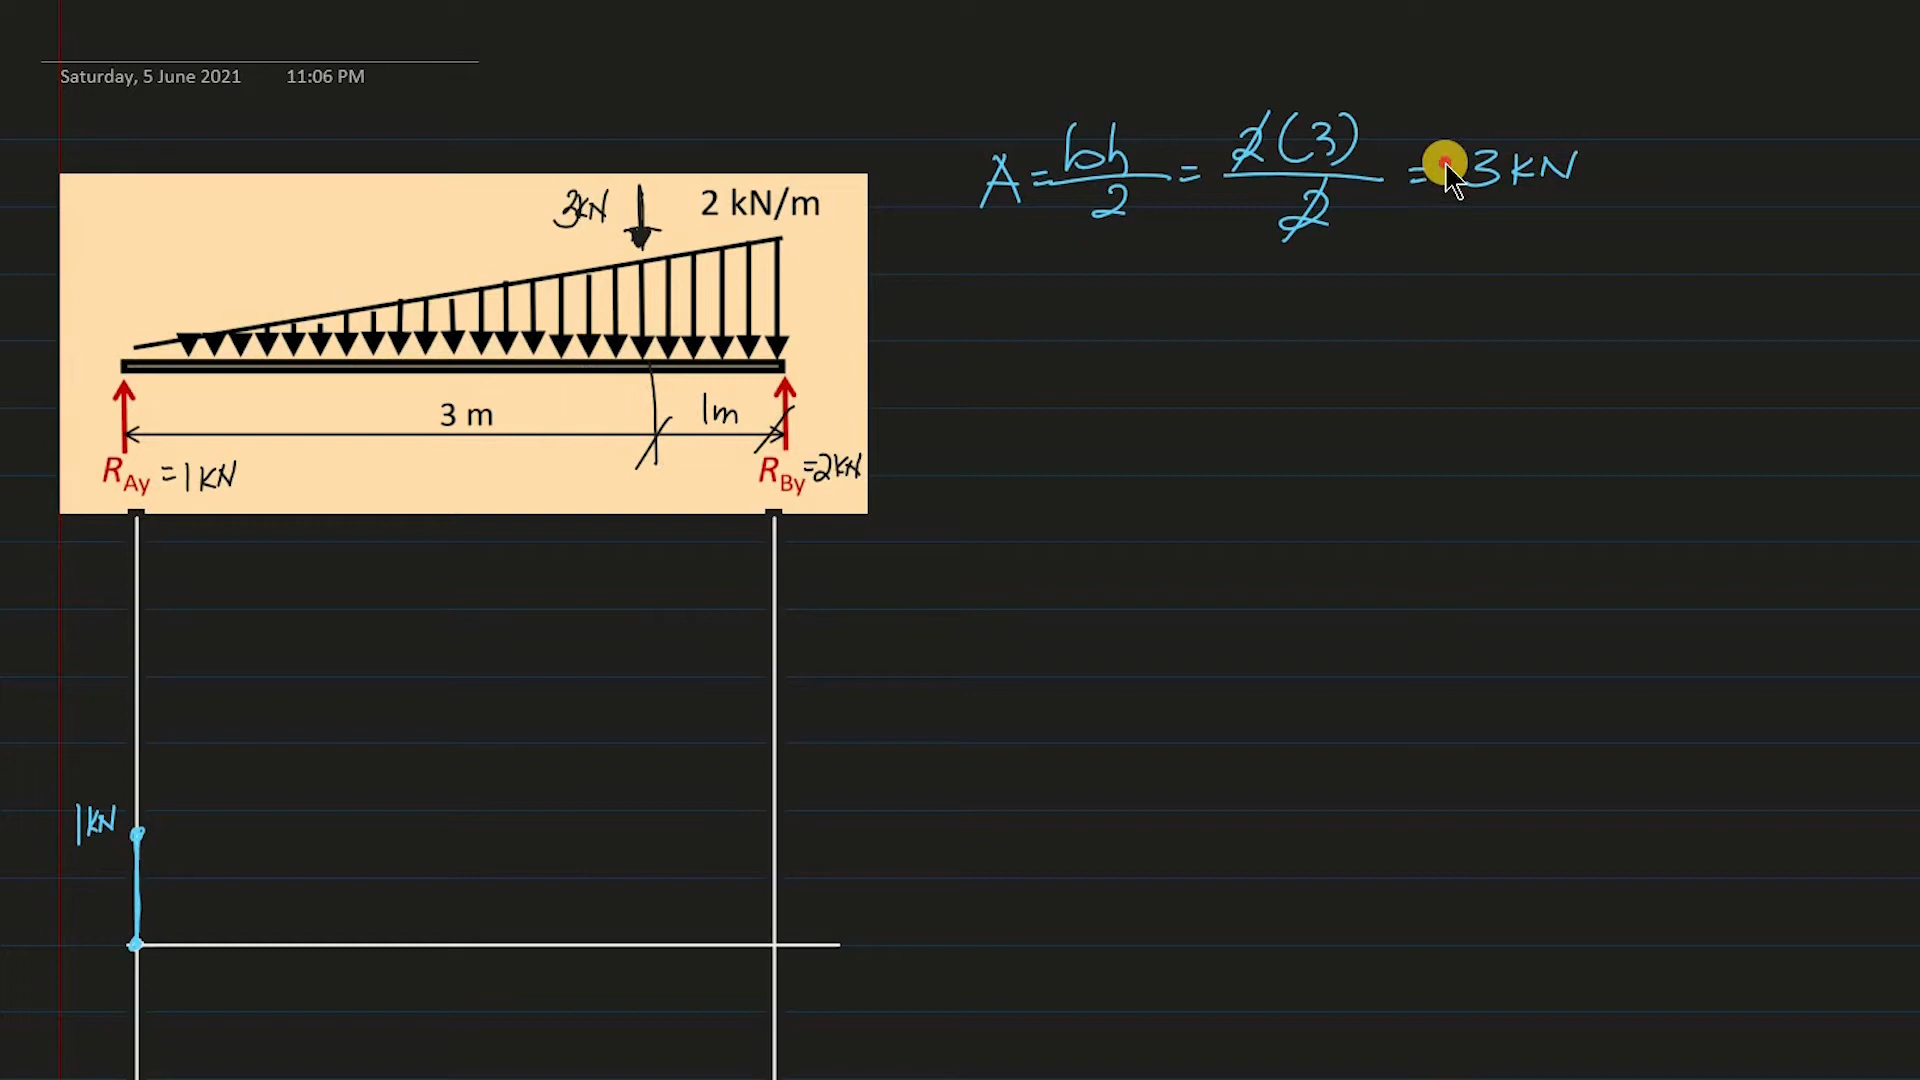 Saturday, 5 June 2021 11:06 PM
A = bh/2 = 2(3)/2 = 3 kN
3kN 2 kN/m
3 m 1m
RAy = 1 kN RBy = 2kN
1kN